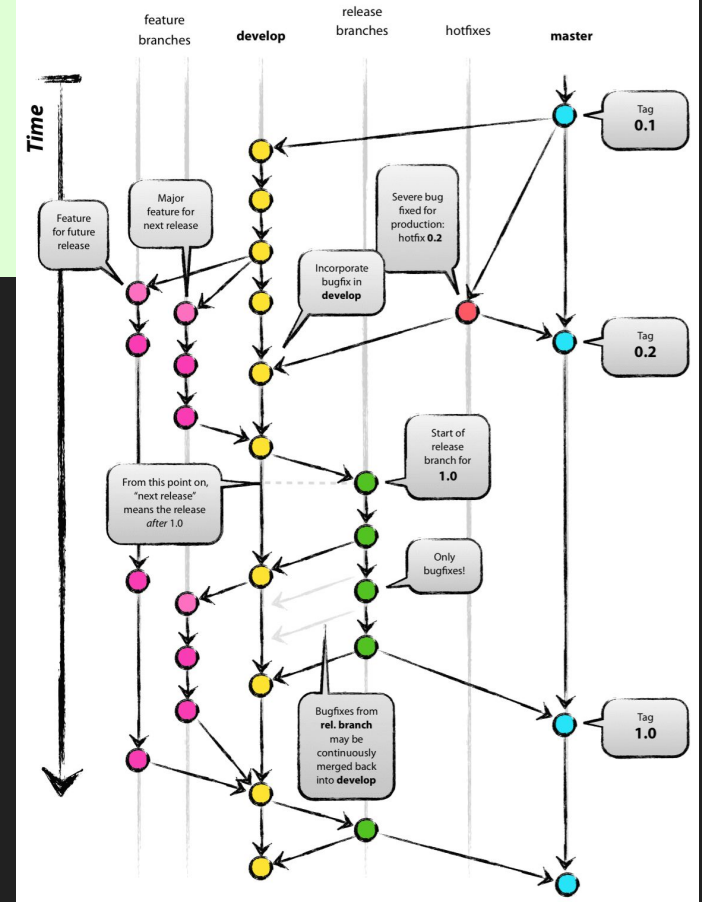 feature
branches
develop
release
branches
hotfixes
master
Time
Tag
0.1
Feature
for future
release
Major
feature for
next release
Severe bug
fixed for
production:
hotfix 0.2
Incorporate
bugfix in
develop
Tag
0.2
Start of
release
branch for
1.0
From this point on,
“next release”
means the release
after 1.0
Only
bugfixes!
Bugfixes from
rel. branch
may be
continuously
merged back
into develop
Tag
1.0